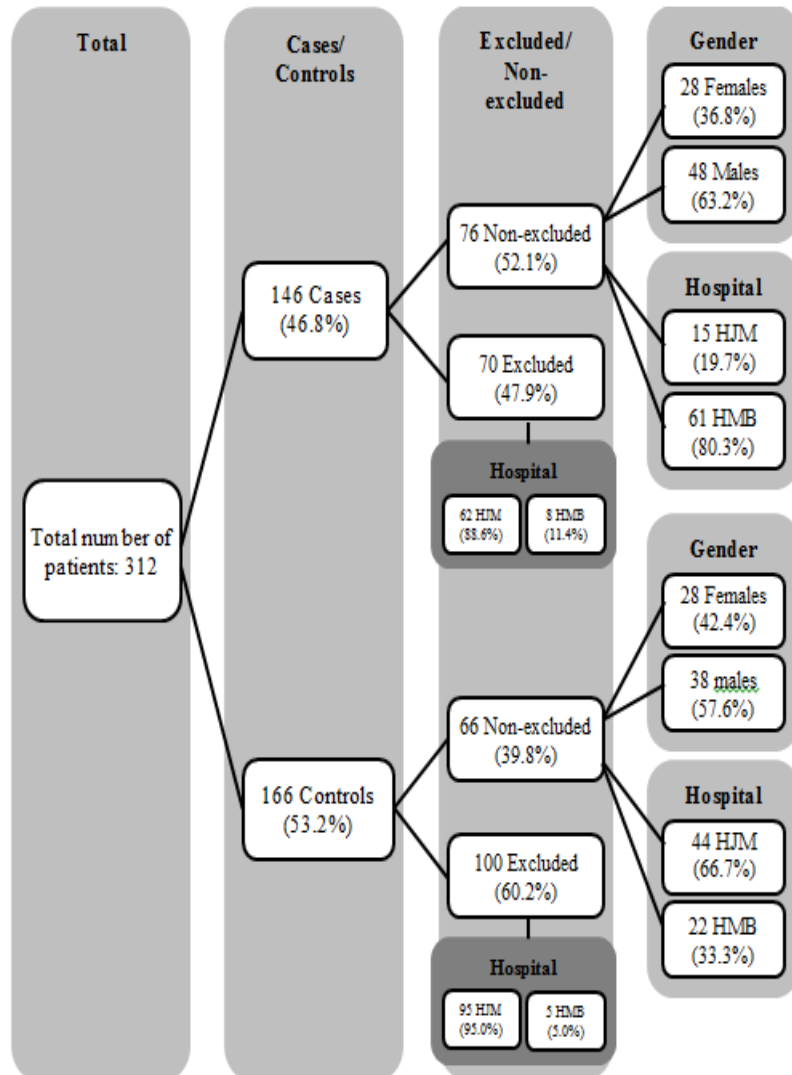 Total
Cases/
Controls
Excluded/
Non-
excluded
Gender
28 Females
(36.8%)
48 Males
(63.2%)
76 Non-excluded
(52.1%)
Hospital
15 HJM
(19.7%)
61 HMB
(80.3%)
146 Cases
(46.8%)
70 Excluded
(47.9%)
Hospital
62 HJM
(88.6%)
8 HMB
(11.4%)
Total number of
patients: 312
Gender
28 Females
(42.4%)
38 males
(57.6%)
66 Non-excluded
(39.8%)
166 Controls
(53.2%)
Hospital
44 HJM
(66.7%)
22 HMB
(33.3%)
100 Excluded
(60.2%)
Hospital
95 HJM
(95.0%)
5 HMB
(5.0%)